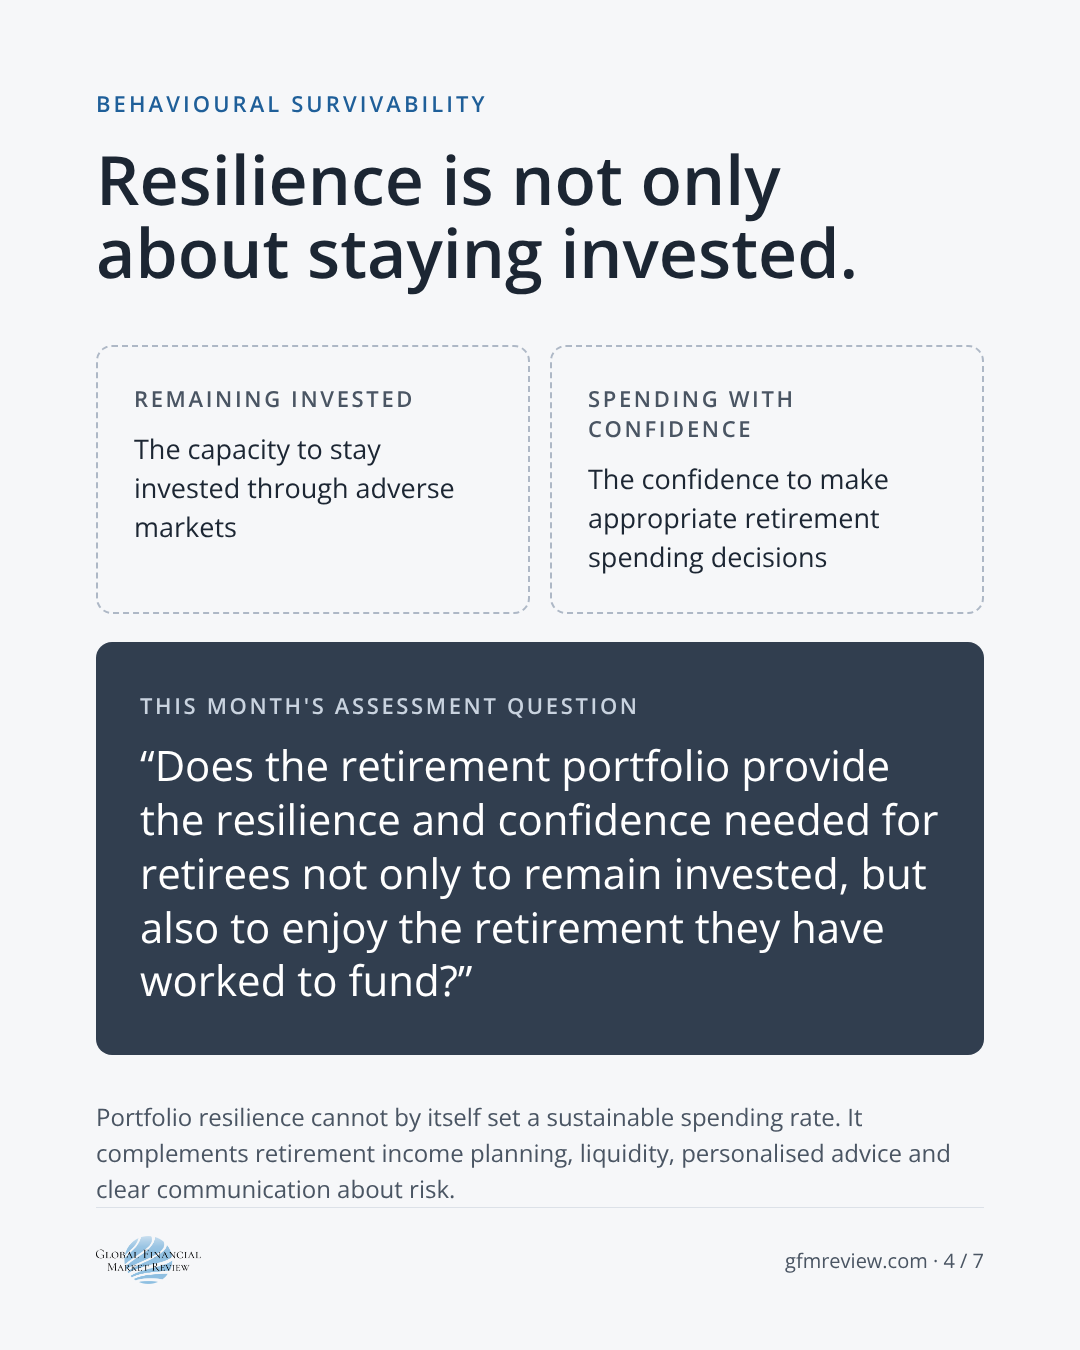 BEHAVIOURAL SURVIVABILITY
Resilience is not only
about staying invested.
REMAINING INVESTED
The capacity to stay
invested through adverse
markets
SPENDING WITH
CONFIDENCE
The confidence to make
appropriate retirement
spending decisions
THIS MONTH'S ASSESSMENT QUESTION
“Does the retirement portfolio provide
the resilience and confidence needed for
retirees not only to remain invested, but
also to enjoy the retirement they have
worked to fund?”
Portfolio resilience cannot by itself set a sustainable spending rate. It
complements retirement income planning, liquidity, personalised advice and
clear communication about risk.
GLOBAL FINANCIAL
MARKET REVIEW
gfmreview.com · 4 / 7